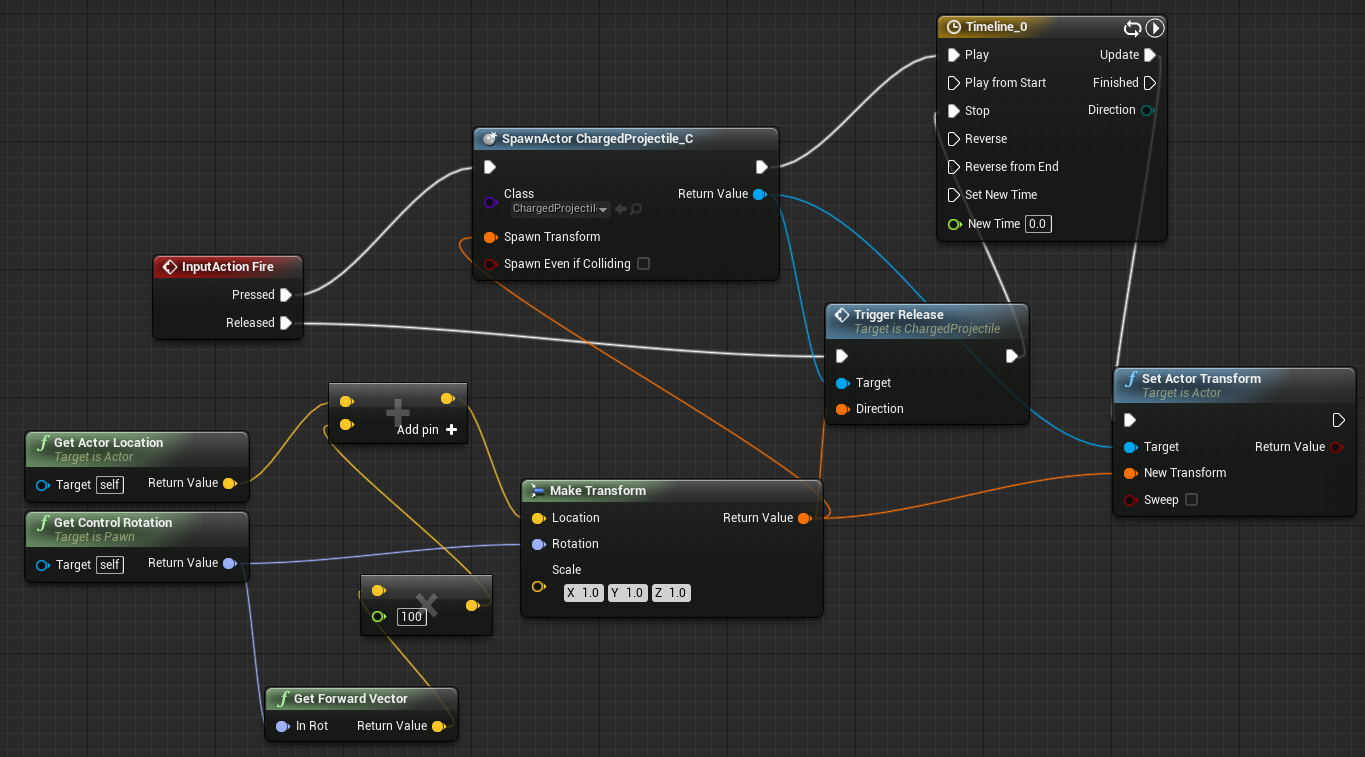 Timeline_0
Play
Update
Play from Start
Finished
Stop
Direction
Reverse
Reverse from End
Set New Time
New Time 0.0
SpawnActor ChargedProjectile_C
Class
Return Value
ChargedProjectil
Spawn Transform
Spawn Even if Colliding
InputAction Fire
Pressed
Released
Trigger Release
Target is ChargedProjectile
Target
Direction
Set Actor Transform
Target is Actor
Target
Return Value
New Transform
Sweep
Add pin
Get Actor Location
Target is Actor
Target self
Return Value
Get Control Rotation
Target is Pawn
Target self
Return Value
Make Transform
Location
Return Value
Rotation
Scale
X 1.0 Y 1.0 Z 1.0
100
Get Forward Vector
In Rot
Return Value